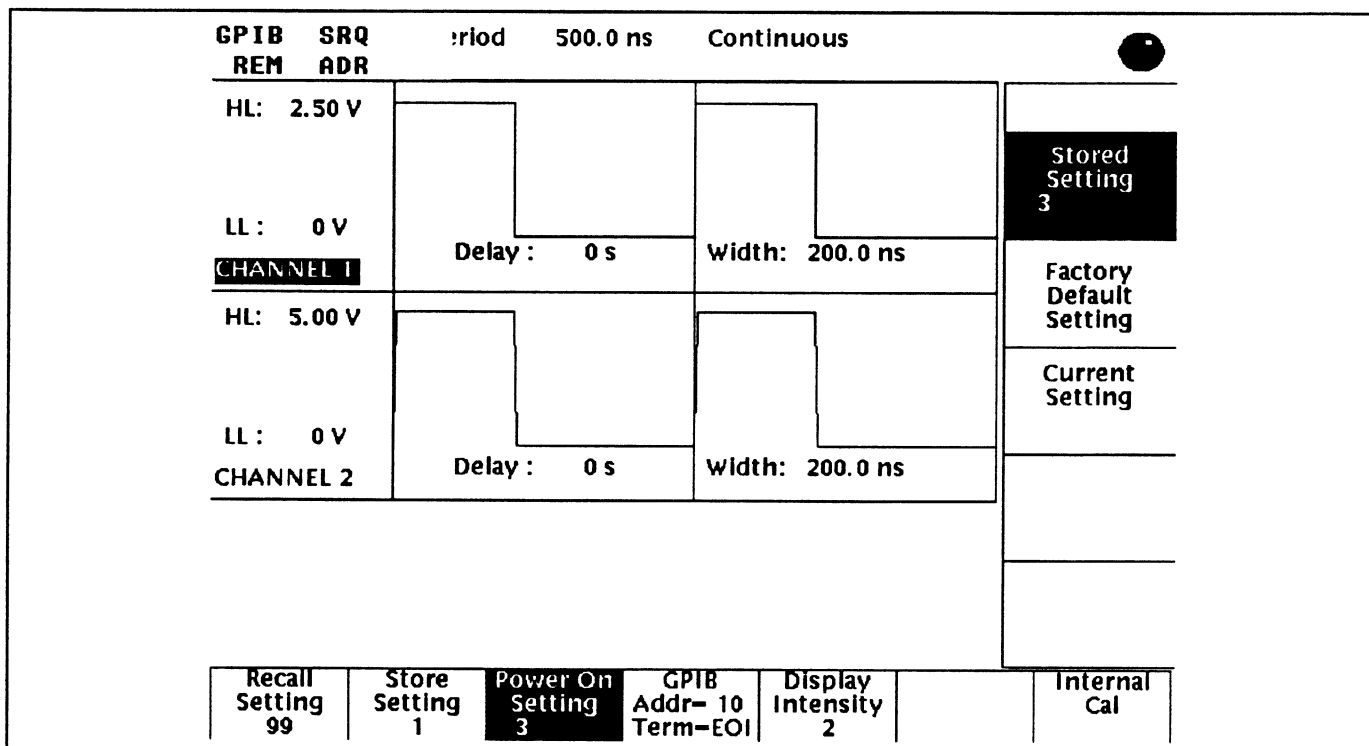 GPIB SRQ
REM ADR
:riod 500.0 ns Continuous
HL: 2.50 V
LL : 0 V
CHANNEL 1
Delay : 0 s Width: 200.0 ns
HL: 5.00 V
LL : 0 V
CHANNEL 2
Delay : 0 s Width: 200.0 ns
Stored
Setting
3
Factory
Default
Setting
Current
Setting
Recall
Setting
99
Store
Setting
1
Power On
Setting
3
GPIB
Addr= 10
Term=EOI
Display
Intensity
2
Internal
Cal